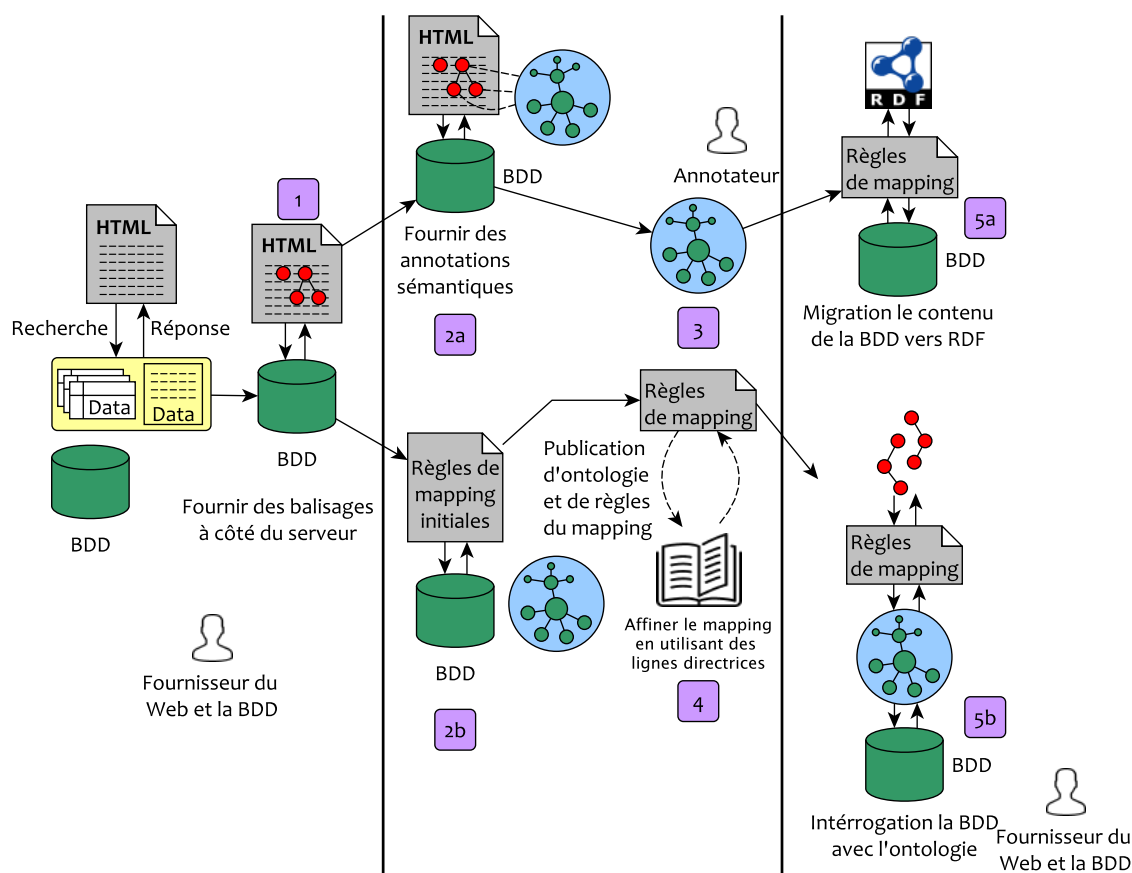 HTML
Recherche
Réponse
Data
Data
BDD
1
HTML
BDD
Fournir des balisages
à côté du serveur
Fournisseur du
Web et la BDD
HTML
BDD
Fournir des
annotations
sémantiques
2a
Règles de
mapping
initiales
BDD
2b
Annotateur
3
Règles
de mapping
Publication
d'ontologie
et de règles
du mapping
Affiner le mapping
en utilisant des
lignes directrices
4
RDF
Règles
de mapping
5a
BDD
Migration le contenu
de la BDD vers RDF
Règles
de mapping
5b
BDD
Intérrogation la BDD
avec l'ontologie
Fournisseur du
Web et la BDD